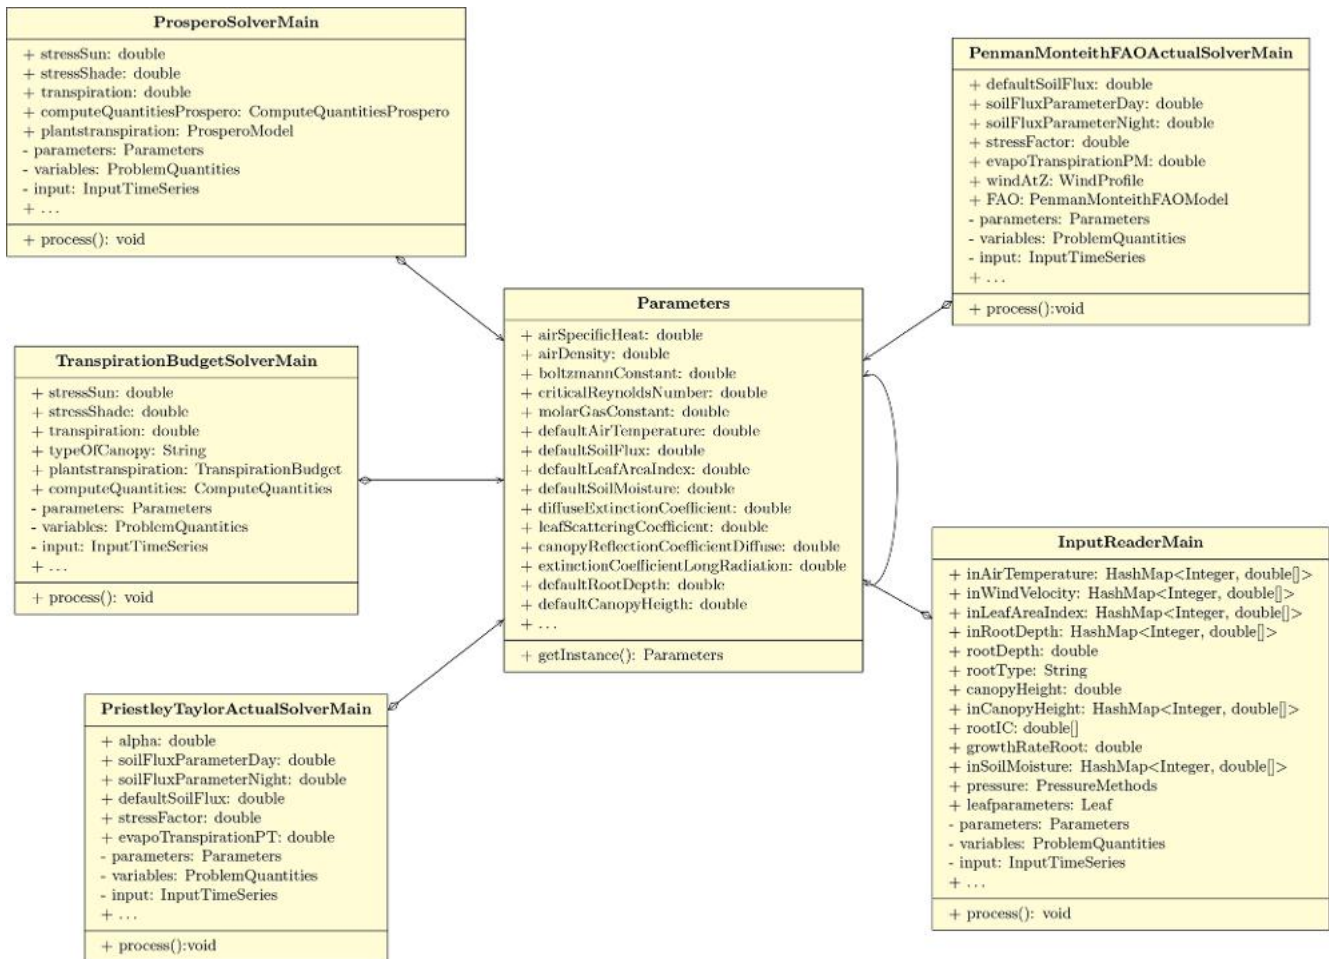 ProsperoSolverMain
+ stressSun: double
+ stressShade: double
+ transpiration: double
+ computeQuantitiesProspero: ComputeQuantitiesProspero
+ plantstranspiration: ProsperoModel
- parameters: Parameters
- variables: ProblemQuantities
- input: InputTimeSeries
+ ...
+ process(): void
PenmanMonteithFAOActualSolverMain
+ defaultSoilFlux: double
+ soilFluxParameterDay: double
+ soilFluxParameterNight: double
+ stressFactor: double
+ evapoTranspirationPM: double
+ windAtZ: WindProfile
+ FAO: PenmanMonteithFAOModel
- parameters: Parameters
- variables: ProblemQuantities
- input: InputTimeSeries
+ ...
+ process():void
Parameters
+ airSpecificHeat: double
+ airDensity: double
+ boltzmannConstant: double
+ criticalReynoldsNumber: double
+ molarGasConstant: double
+ defaultAirTemperature: double
+ defaultSoilFlux: double
+ defaultLeafAreaIndex: double
+ defaultSoilMoisture: double
+ diffuseExtinctionCoefficient: double
+ leafScatteringCoefficient: double
+ canopyReflectionCoefficientDiffuse: double
+ extinctionCoefficientLongRadiation: double
+ defaultRootDepth: double
+ defaultCanopyHeigth: double
+ ...
+ getInstance(): Parameters
TranspirationBudgetSolverMain
+ stressSun: double
+ stressShade: double
+ transpiration: double
+ typeOfCanopy: String
+ plantstranspiration: TranspirationBudget
+ computeQuantities: ComputeQuantities
- parameters: Parameters
- variables: ProblemQuantities
- input: InputTimeSeries
+ ...
+ process(): void
InputReaderMain
+ inAirTemperature: HashMap<Integer, double[]>
+ inWindVelocity: HashMap<Integer, double[]>
+ inLeafAreaIndex: HashMap<Integer, double[]>
+ inRootDepth: HashMap<Integer, double[]>
+ rootDepth: double
+ rootType: String
+ canopyHeight: double
+ inCanopyHeight: HashMap<Integer, double[]>
+ rootIC: double[]
+ growthRateRoot: double
+ inSoilMoisture: HashMap<Integer, double[]>
+ pressure: PressureMethods
+ leafparameters: Leaf
- parameters: Parameters
- variables: ProblemQuantities
- input: InputTimeSeries
+ ...
+ process(): void
PriestleyTaylorActualSolverMain
+ alpha: double
+ soilFluxParameterDay: double
+ soilFluxParameterNight: double
+ defaultSoilFlux: double
+ stressFactor: double
+ evapoTranspirationPT: double
- parameters: Parameters
- variables: ProblemQuantities
- input: InputTimeSeries
+ ...
+ process():void